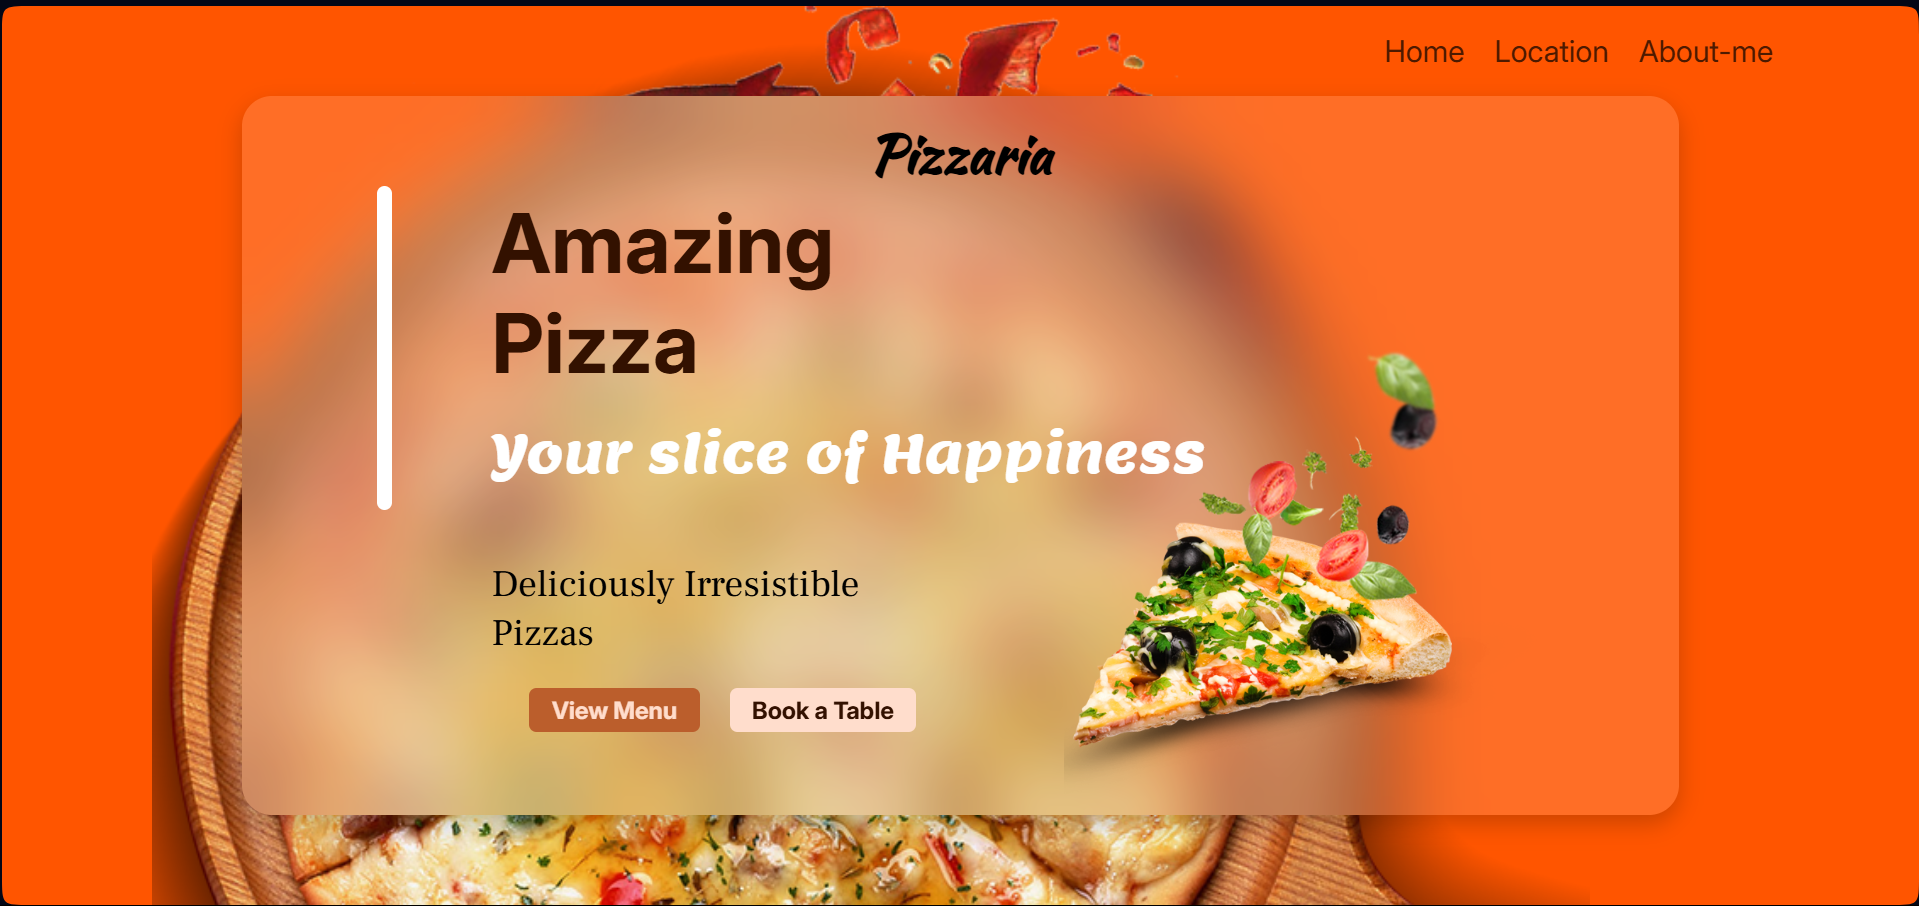 Home Location About-me
Pizzaria
Amazing
Pizza
Your slice of Happiness
Deliciously Irresistible
Pizzas
View Menu Book a Table